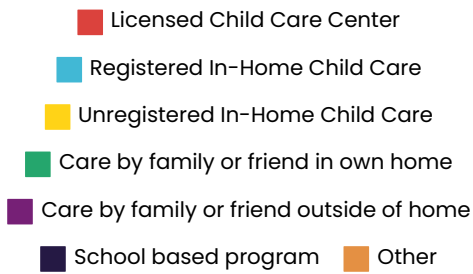 Licensed Child Care Center
Registered In-Home Child Care
Unregistered In-Home Child Care
Care by family or friend in own home
Care by family or friend outside of home
School based program Other